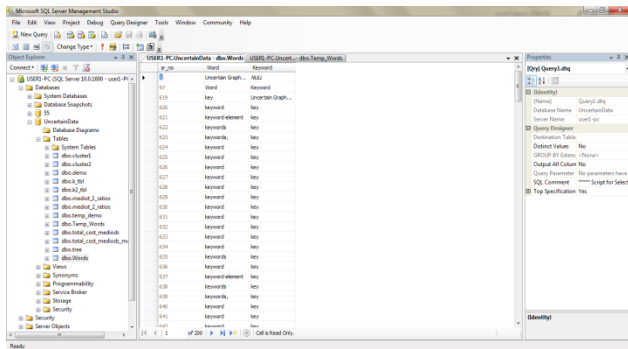 Microsoft SQL Server Management Studio
File Edit View Project Debug Query Designer Tools Window Community Help
New Query
Change Type
Object Explorer
Connect
USER1-PC (SQL Server 10.0.1600 - user1-P
Databases
System Databases
Database Snapshots
55
UncertainData
Database Diagrams
Tables
System Tables
dbo.cluster1
dbo.cluster2
dbo.demo
dbo.k_tbl
dbo.k2_tbl
dbo.mediot_1_ratios
dbo.mediot_2_ratios
dbo.temp_demo
dbo.Temp_Words
dbo.total_cost_mediods
dbo.total_cost_mediods_ma
dbo.tree
dbo.Words
Views
Synonyms
Programmability
Service Broker
Storage
Security
Security
Server Objects
USER1-PC.UncertainData - dbo.Words USER1-PC.Uncert...- dbo.Temp_Words
sr_no Word Keyword
Uncertain Graph... NULL
97 Word Keyword
619 key Uncertain Graph...
620 keyword key
621 keyword-element key
622 keywords key
623 keywords, key
624 keyword key
625 keyword key
626 keyword key
627 keyword key
628 keyword key
629 keyword key
630 keyword key
631 keyword key
632 keyword key
633 keyword key
634 keyword key
635 keywords key
636 keyword key
637 keyword-element key
638 keywords key
639 keywords, key
640 keyword key
641 keyword key
1 of 200 Cell is Read Only.
Properties
[Qry] Query1.dtq
(Identity)
(Name) Query1.dtq
Database Name UncertainData
Server Name user1-pc
Query Designer
Destination Table
Distinct Values No
GROUP BY Extens <None>
Output All Column No
Query Parameter No parameters have
SQL Comment ***** Script for Select
Top Specification Yes
(Identity)
Ready